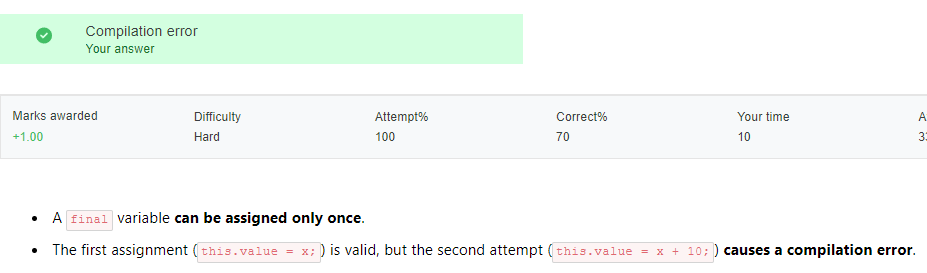 Compilation error
Your answer
Marks awarded Difficulty Attempt% Correct% Your time A
+1.00 Hard 100 70 10
• A final variable can be assigned only once.
• The first assignment (this.value = x;) is valid, but the second attempt (this.value = x + 10;) causes a compilation error.